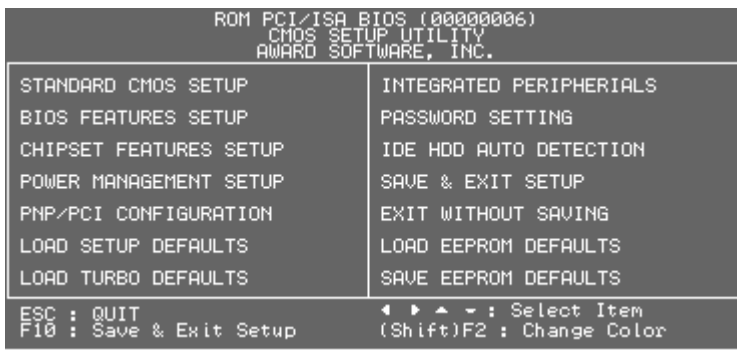 ROM PCI/ISA BIOS (00000006)
CMOS SETUP UTILITY
AWARD SOFTWARE, INC.
STANDARD CMOS SETUP
BIOS FEATURES SETUP
CHIPSET FEATURES SETUP
POWER MANAGEMENT SETUP
PNP/PCI CONFIGURATION
LOAD SETUP DEFAULTS
LOAD TURBO DEFAULTS
INTEGRATED PERIPHERIALS
PASSWORD SETTING
IDE HDD AUTO DETECTION
SAVE & EXIT SETUP
EXIT WITHOUT SAVING
LOAD EEPROM DEFAULTS
SAVE EEPROM DEFAULTS
ESC : QUIT
F10 : Save & Exit Setup
: Select Item
(Shift)F2 : Change Color